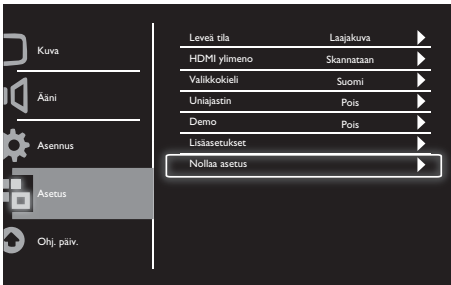 Kuva
Ääni
Asennus
Asetus
Ohj. päiv.
Leveä tila Laajakuva
HDMI ylimeno Skannataan
Valikkokieli Suomi
Uniajastin Pois
Demo Pois
Lisäasetukset
Nollaa asetus